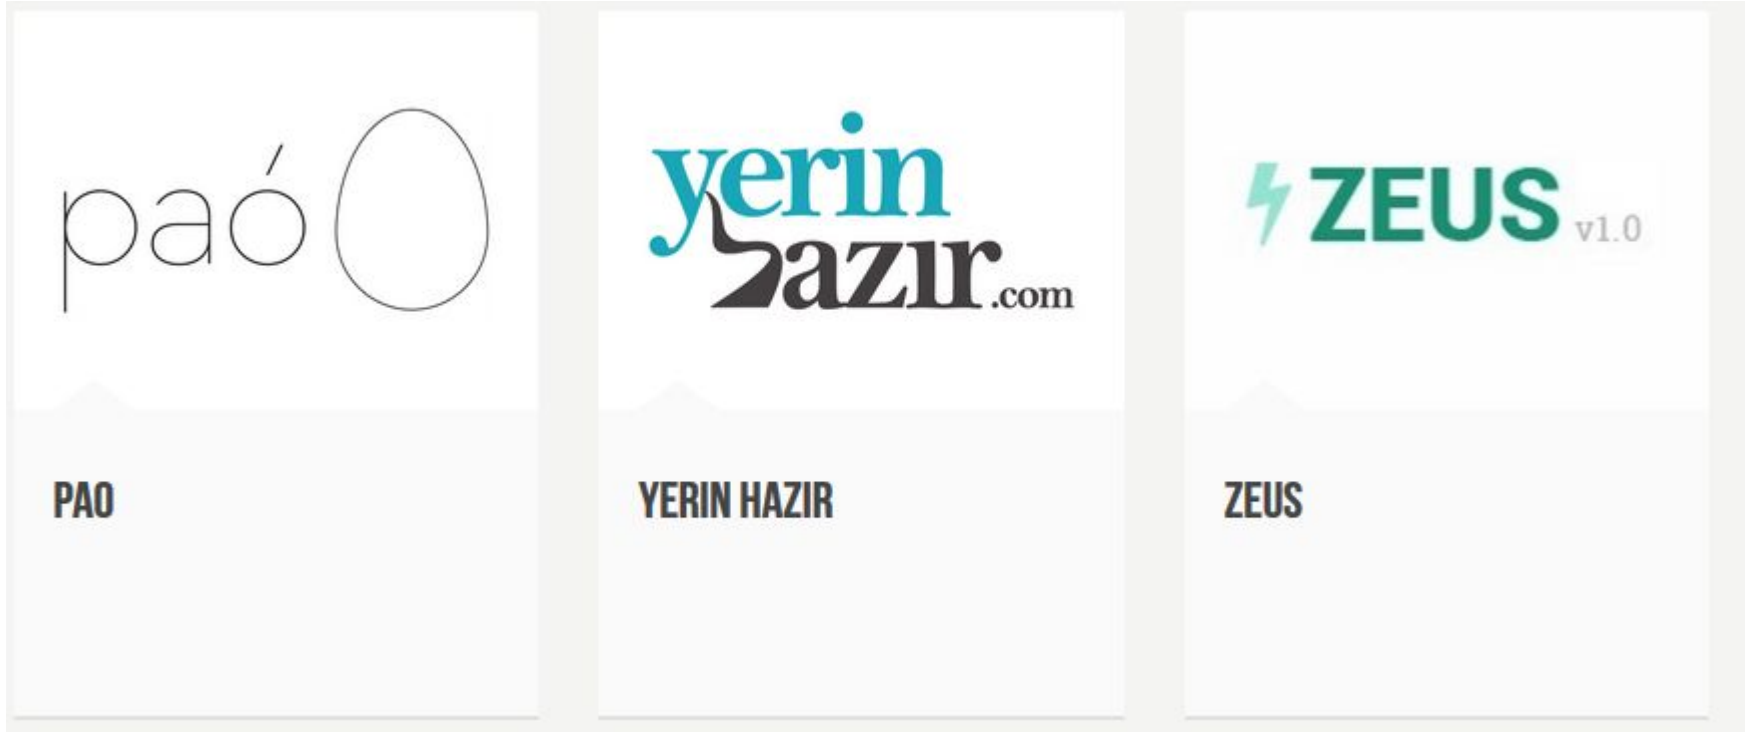 paó
yerin
hazır.com
ZEUS v1.0
PAO
YERIN HAZIR
ZEUS